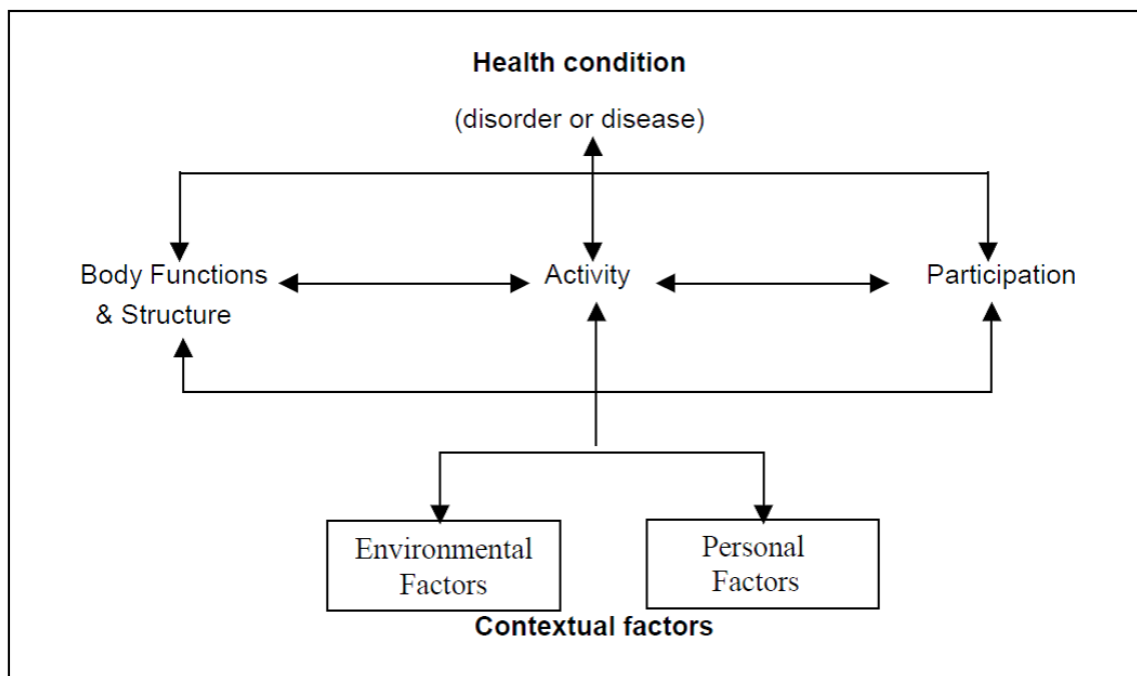 Health condition
(disorder or disease)
Body Functions
& Structure
Activity
Participation
Environmental
Factors
Personal
Factors
Contextual factors